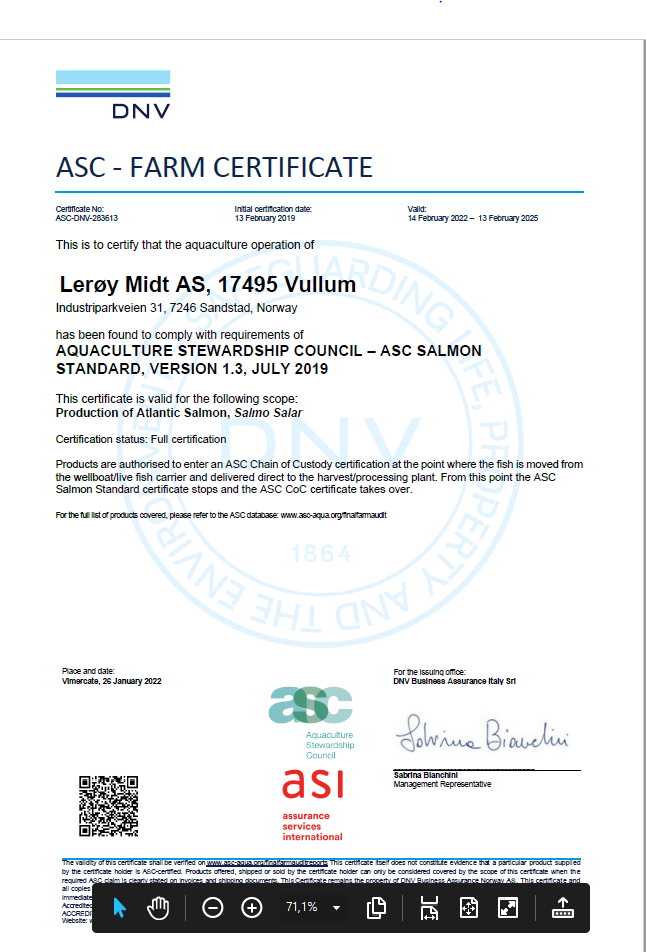 DNV
ASC - FARM CERTIFICATE
Certificate No:
ASC-DNV-283613
Initial certification date:
13 February 2019
Valid:
14 February 2022 – 13 February 2025
This is to certify that the aquaculture operation of
Lerøy Midt AS, 17495 Vullum
Industriparkveien 31, 7246 Sandstad, Norway
has been found to comply with requirements of
AQUACULTURE STEWARDSHIP COUNCIL – ASC SALMON
STANDARD, VERSION 1.3, JULY 2019
This certificate is valid for the following scope:
Production of Atlantic Salmon, Salmo Salar
Certification status: Full certification
Products are authorised to enter an ASC Chain of Custody certification at the point where the fish is moved from
the wellboat/live fish carrier and delivered direct to the harvest/processing plant. From this point the ASC
Salmon Standard certificate stops and the ASC CoC certificate takes over.
For the full list of products covered, please refer to the ASC database: www.asc-aqua.org/finalfarmaudit
SAFEGUARDING LIFE, PROPERTY AND THE ENVIRONMENT
DNV
1864
Place and date:
Vimercate, 26 January 2022
For the issuing office:
DNV Business Assurance Italy Srl
asc
Aquaculture
Stewardship
Council
asi
assurance
services
international
Sabrina Bianchini
Sabrina Bianchini
Management Representative
The validity of this certificate shall be verified on www.asc-aqua.org/finalfarmauditreports This certificate itself does not constitute evidence that a particular product supplied
by the certificate holder is ASC-certified. Products offered, shipped or sold by the certificate holder can only be considered covered by the scope of this certificate when the
required ASC claim is clearly stated on invoices and shipping documents. This Certificate remains the property of DNV Business Assurance Norway AS. This certificate and
all copies
Immediate
Accredited
ACCREDI
Website: w
71,1%